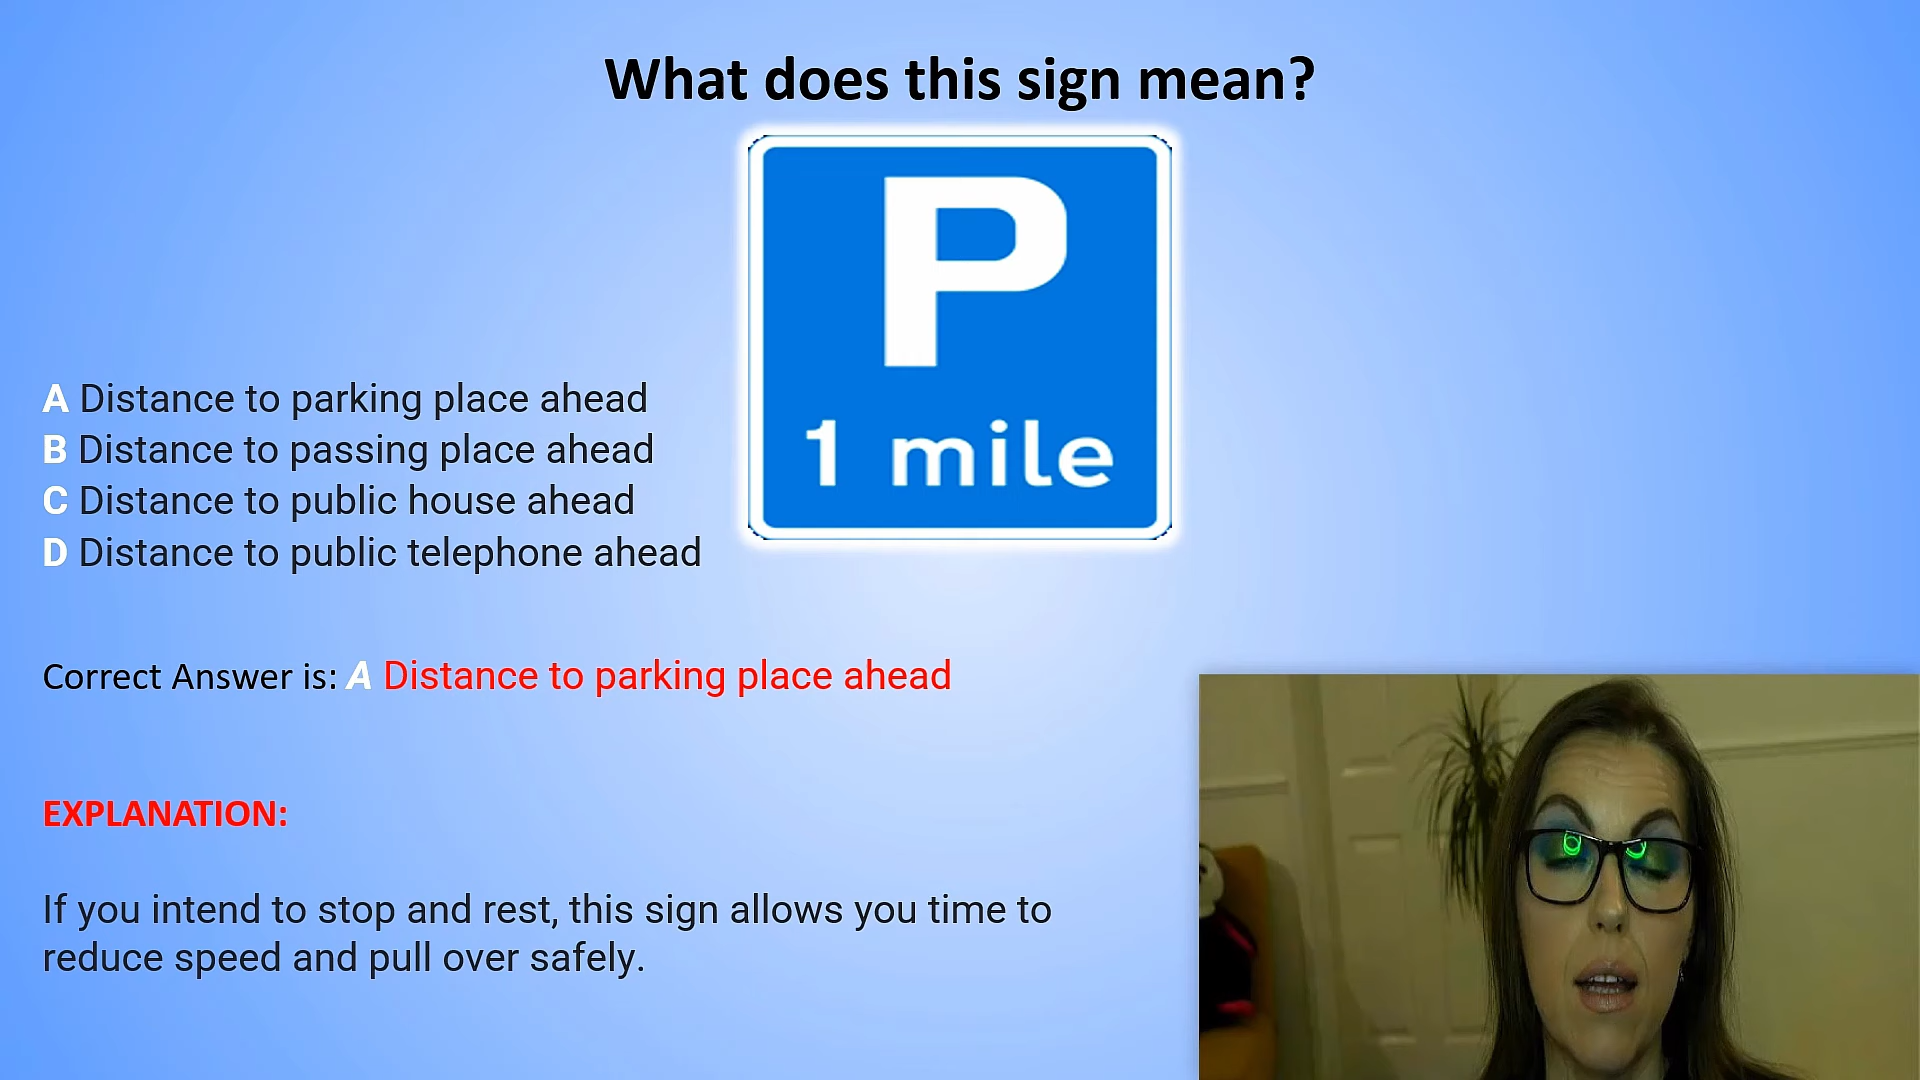 What does this sign mean?
P
1 mile
A Distance to parking place ahead
B Distance to passing place ahead
C Distance to public house ahead
D Distance to public telephone ahead
Correct Answer is: A Distance to parking place ahead
EXPLANATION:
If you intend to stop and rest, this sign allows you time to
reduce speed and pull over safely.